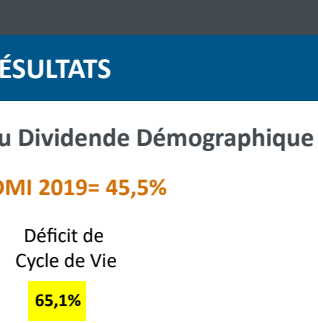 ÉSULTATS
u Dividende Démographique
DMI 2019= 45,5%
Déficit de
Cycle de Vie
65,1%